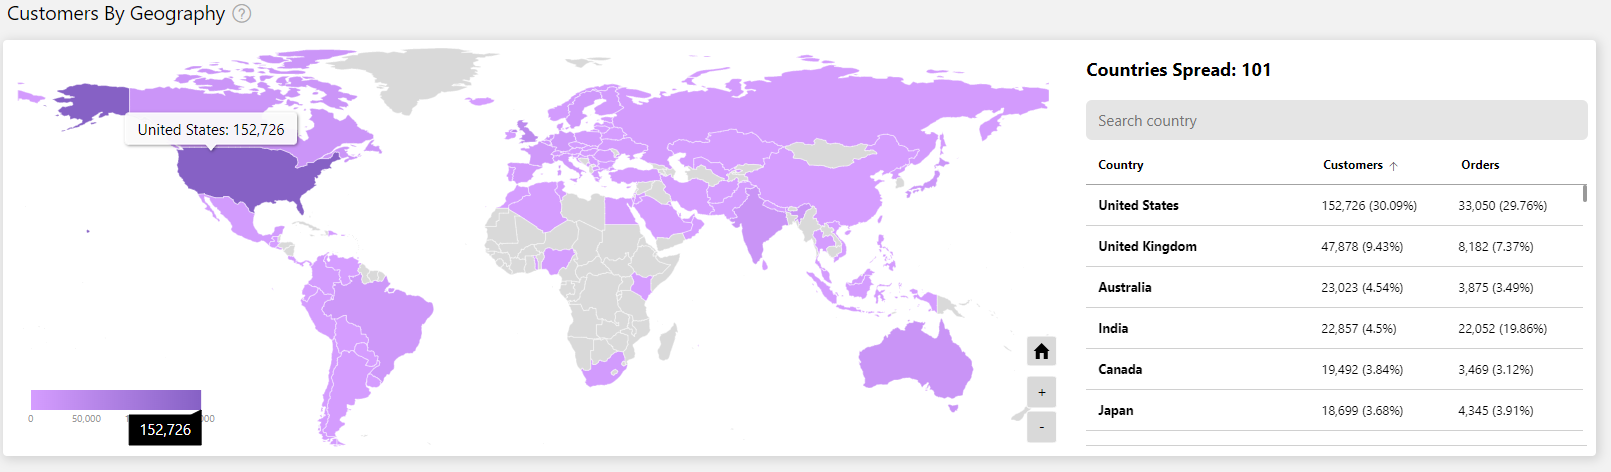 Customers By Geography ?
United States: 152,726
0 50,000 000
152,726
+
-
Countries Spread: 101
Search country
Country Customers ↑ Orders
United States 152,726 (30.09%) 33,050 (29.76%)
United Kingdom 47,878 (9.43%) 8,182 (7.37%)
Australia 23,023 (4.54%) 3,875 (3.49%)
India 22,857 (4.5%) 22,052 (19.86%)
Canada 19,492 (3.84%) 3,469 (3.12%)
Japan 18,699 (3.68%) 4,345 (3.91%)